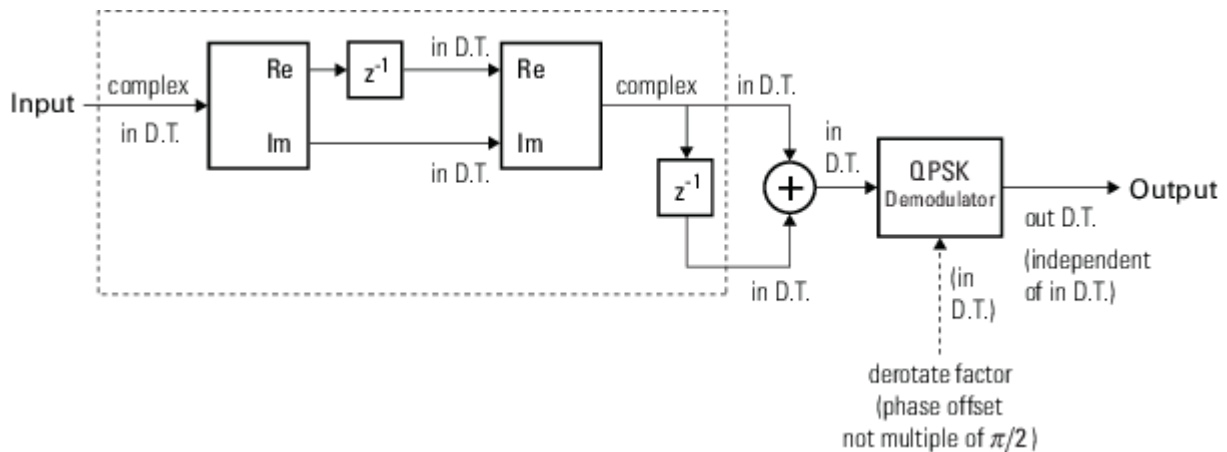 Input
complex
in D.T.
Re
Im
z⁻¹
in D.T.
in D.T.
Re
Im
complex
z⁻¹
in D.T.
in D.T.
+
in
D.T.
QPSK
Demodulator
(in
D.T.)
derotate factor
(phase offset
not multiple of π/2)
out D.T.
(independent
of in D.T.)
Output